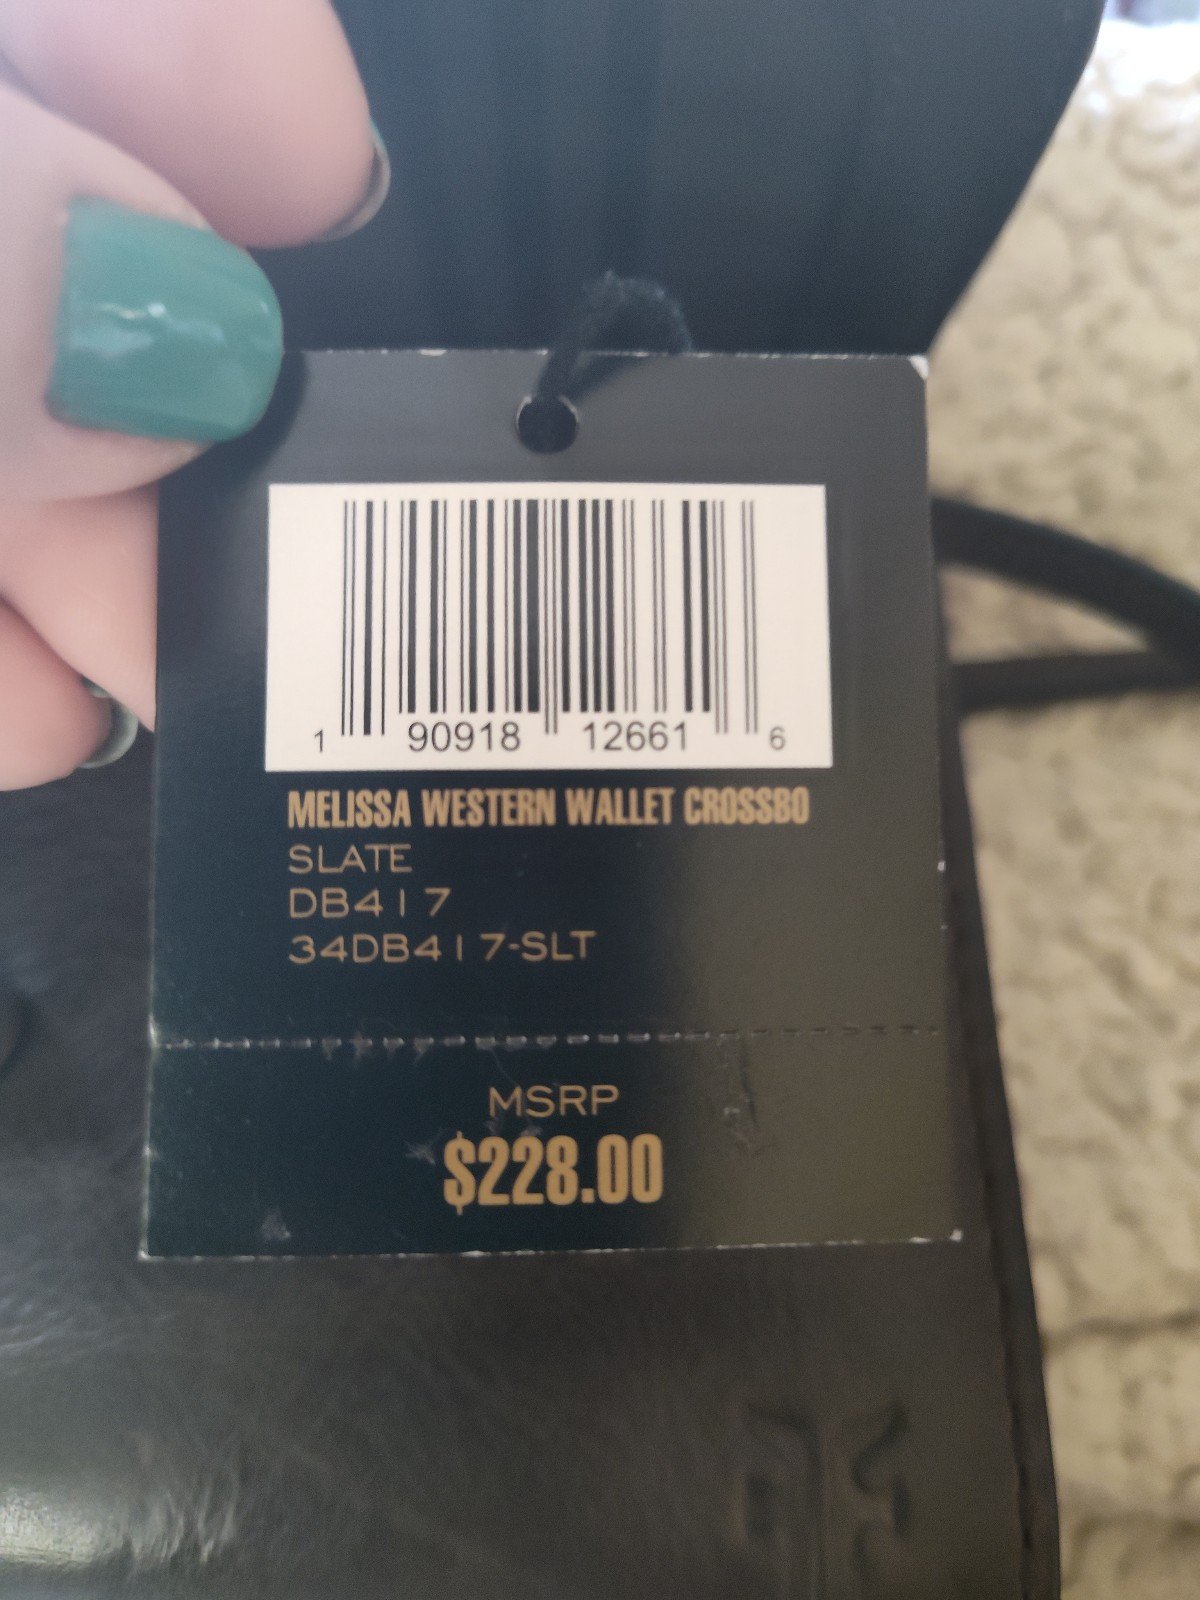 1 90918 12661 6
MELISSA WESTERN WALLET CROSSBO
SLATE
DB417
34DB417-SLT
MSRP
$228.00